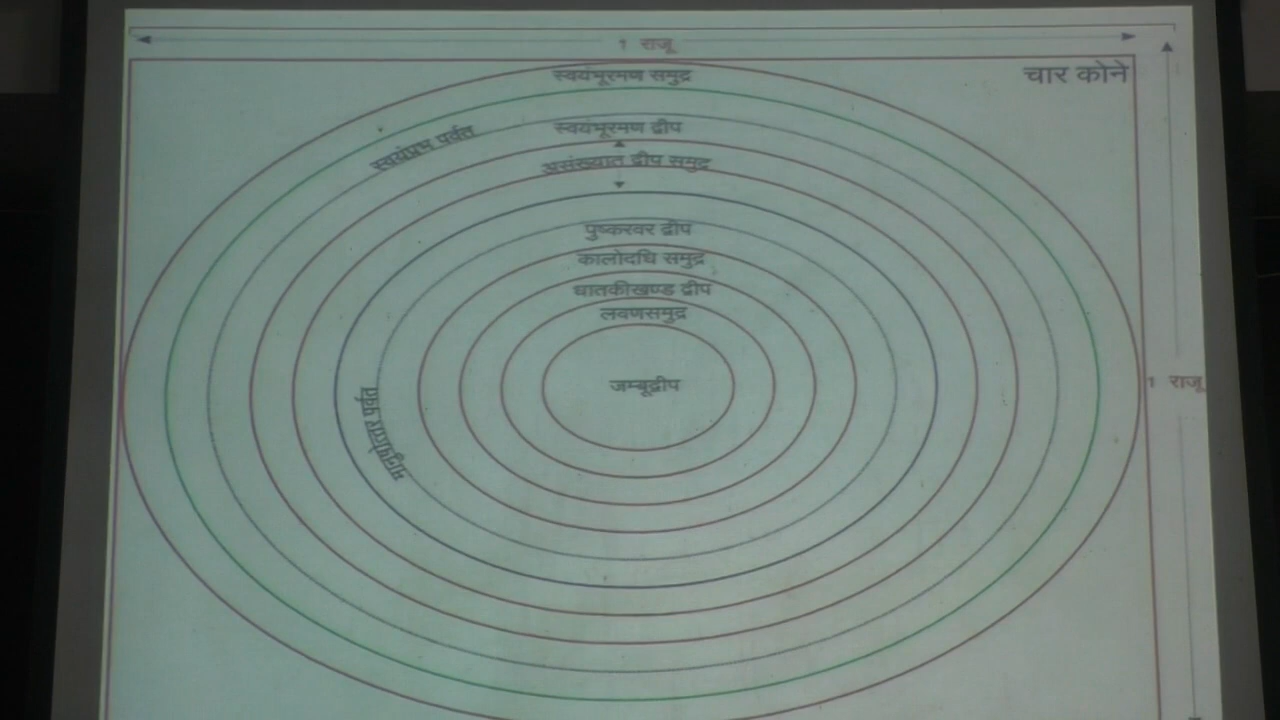 1 राजू
चार कोने
स्वयंभूरमण समुद्र
स्वयंप्रभ पर्वत
स्वयंभूरमण द्वीप
असंख्यात द्वीप समुद्र
पुष्करवर द्वीप
कालोदधि समुद्र
धातकीखण्ड द्वीप
लवणसमुद्र
जम्बूद्वीप
मानुषोत्तर पर्वत
1 राजू